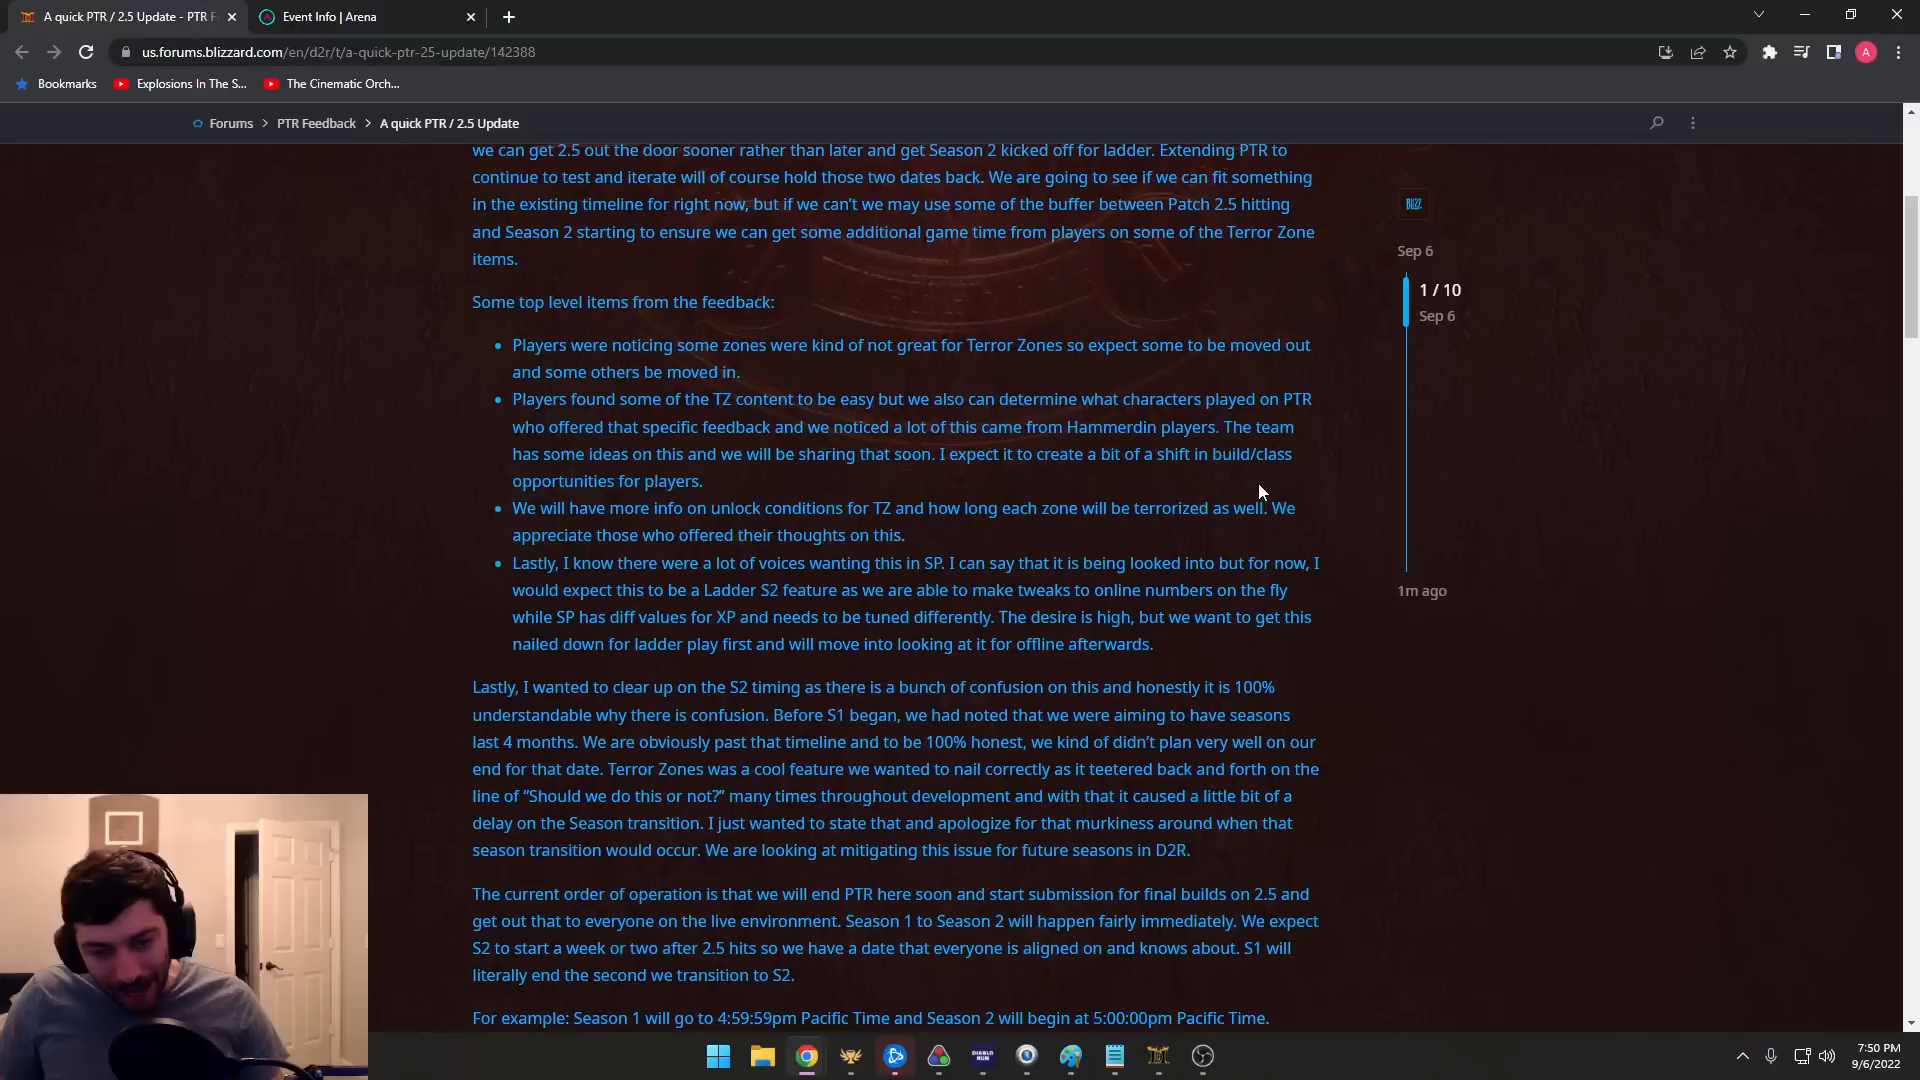 A quick PTR / 2.5 Update - PTR F
Event Info | Arena
us.forums.blizzard.com/en/d2r/t/a-quick-ptr-25-update/142388
A
Bookmarks
Explosions In The S...
The Cinematic Orch...
Forums > PTR Feedback > A quick PTR / 2.5 Update
we can get 2.5 out the door sooner rather than later and get Season 2 kicked off for ladder. Extending PTR to
continue to test and iterate will of course hold those two dates back. We are going to see if we can fit something
in the existing timeline for right now, but if we can't we may use some of the buffer between Patch 2.5 hitting
and Season 2 starting to ensure we can get some additional game time from players on some of the Terror Zone
items.
Some top level items from the feedback:
• Players were noticing some zones were kind of not great for Terror Zones so expect some to be moved out
and some others be moved in.
• Players found some of the TZ content to be easy but we also can determine what characters played on PTR
who offered that specific feedback and we noticed a lot of this came from Hammerdin players. The team
has some ideas on this and we will be sharing that soon. I expect it to create a bit of a shift in build/class
opportunities for players.
• We will have more info on unlock conditions for TZ and how long each zone will be terrorized as well. We
appreciate those who offered their thoughts on this.
• Lastly, I know there were a lot of voices wanting this in SP. I can say that it is being looked into but for now, I
would expect this to be a Ladder S2 feature as we are able to make tweaks to online numbers on the fly
while SP has diff values for XP and needs to be tuned differently. The desire is high, but we want to get this
nailed down for ladder play first and will move into looking at it for offline afterwards.
Lastly, I wanted to clear up on the S2 timing as there is a bunch of confusion on this and honestly it is 100%
understandable why there is confusion. Before S1 began, we had noted that we were aiming to have seasons
last 4 months. We are obviously past that timeline and to be 100% honest, we kind of didn't plan very well on our
end for that date. Terror Zones was a cool feature we wanted to nail correctly as it teetered back and forth on the
line of “Should we do this or not?” many times throughout development and with that it caused a little bit of a
delay on the Season transition. I just wanted to state that and apologize for that murkiness around when that
season transition would occur. We are looking at mitigating this issue for future seasons in D2R.
The current order of operation is that we will end PTR here soon and start submission for final builds on 2.5 and
get out that to everyone on the live environment. Season 1 to Season 2 will happen fairly immediately. We expect
S2 to start a week or two after 2.5 hits so we have a date that everyone is aligned on and knows about. S1 will
literally end the second we transition to S2.
For example: Season 1 will go to 4:59:59pm Pacific Time and Season 2 will begin at 5:00:00pm Pacific Time.
BLIZZ
Sep 6
1 / 10
Sep 6
1m ago
DIABLO
RUN
7:50 PM
9/6/2022